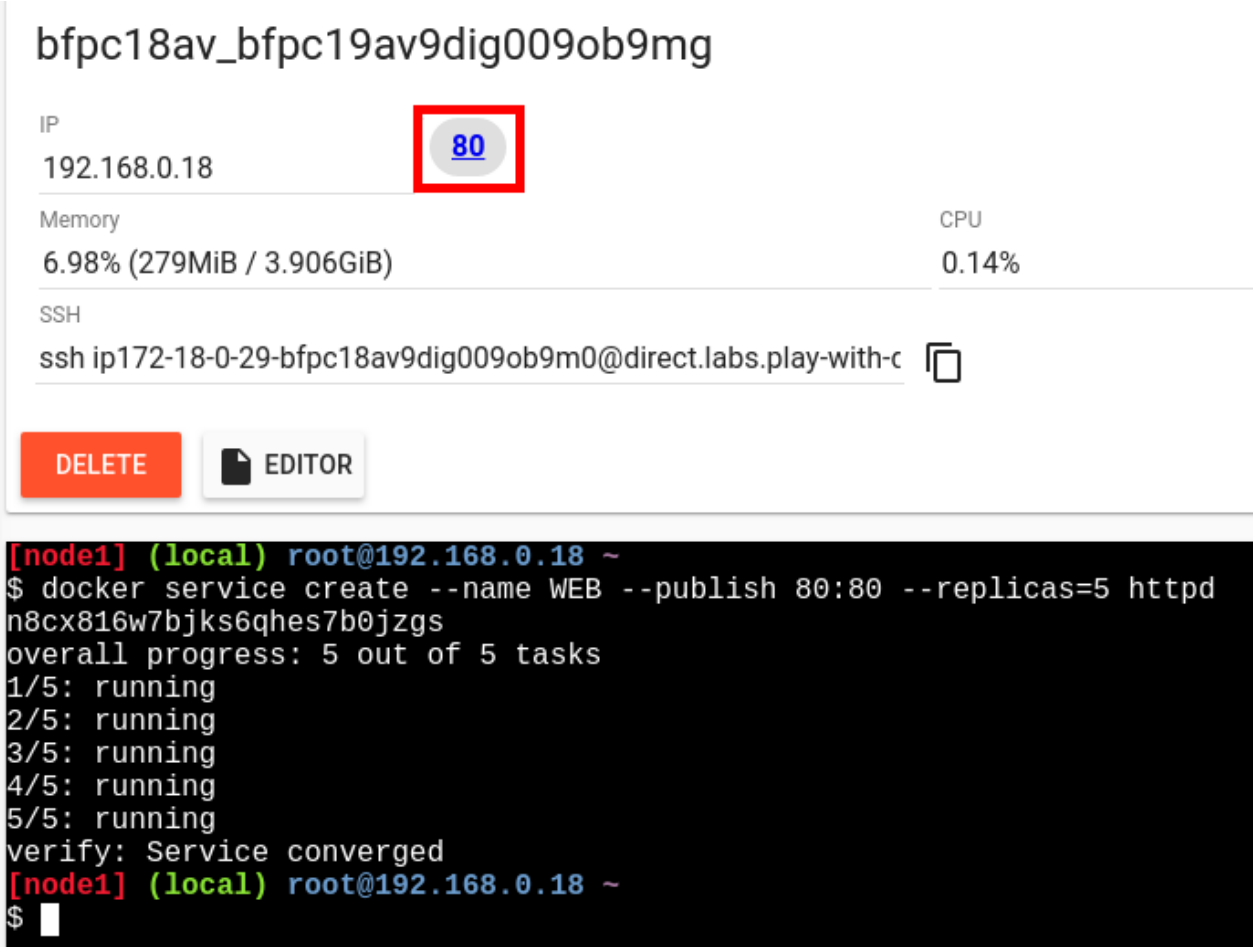 bfpc18av_bfpc19av9dig009ob9mg
IP
192.168.0.18
80
Memory
6.98% (279MiB / 3.906GiB)
CPU
0.14%
SSH
ssh ip172-18-0-29-bfpc18av9dig009ob9m0@direct.labs.play-with-c
DELETE
EDITOR
[node1] (local) root@192.168.0.18 ~
$ docker service create --name WEB --publish 80:80 --replicas=5 httpd
n8cx816w7bjks6qhes7b0jzgs
overall progress: 5 out of 5 tasks
1/5: running
2/5: running
3/5: running
4/5: running
5/5: running
verify: Service converged
[node1] (local) root@192.168.0.18 ~
$